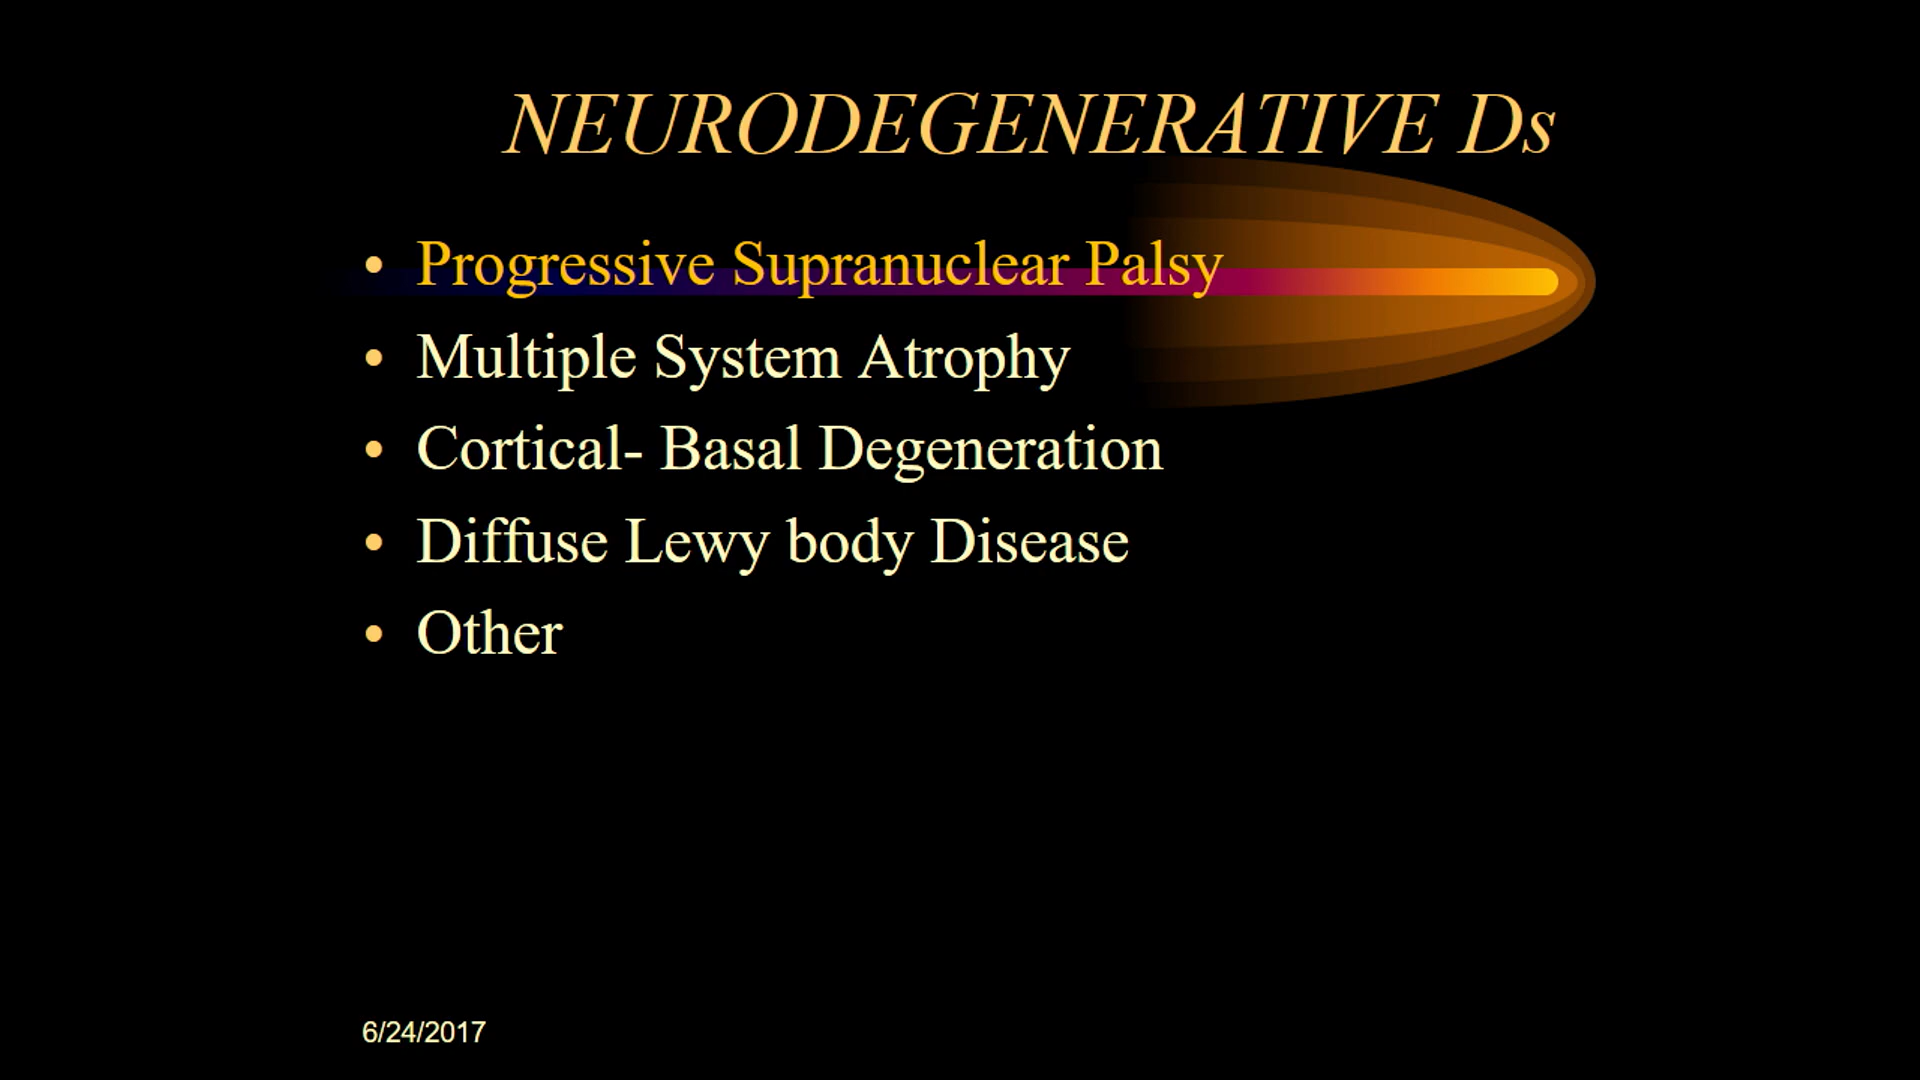 NEURODEGENERATIVE Ds
• Progressive Supranuclear Palsy
• Multiple System Atrophy
• Cortical- Basal Degeneration
• Diffuse Lewy body Disease
• Other
6/24/2017